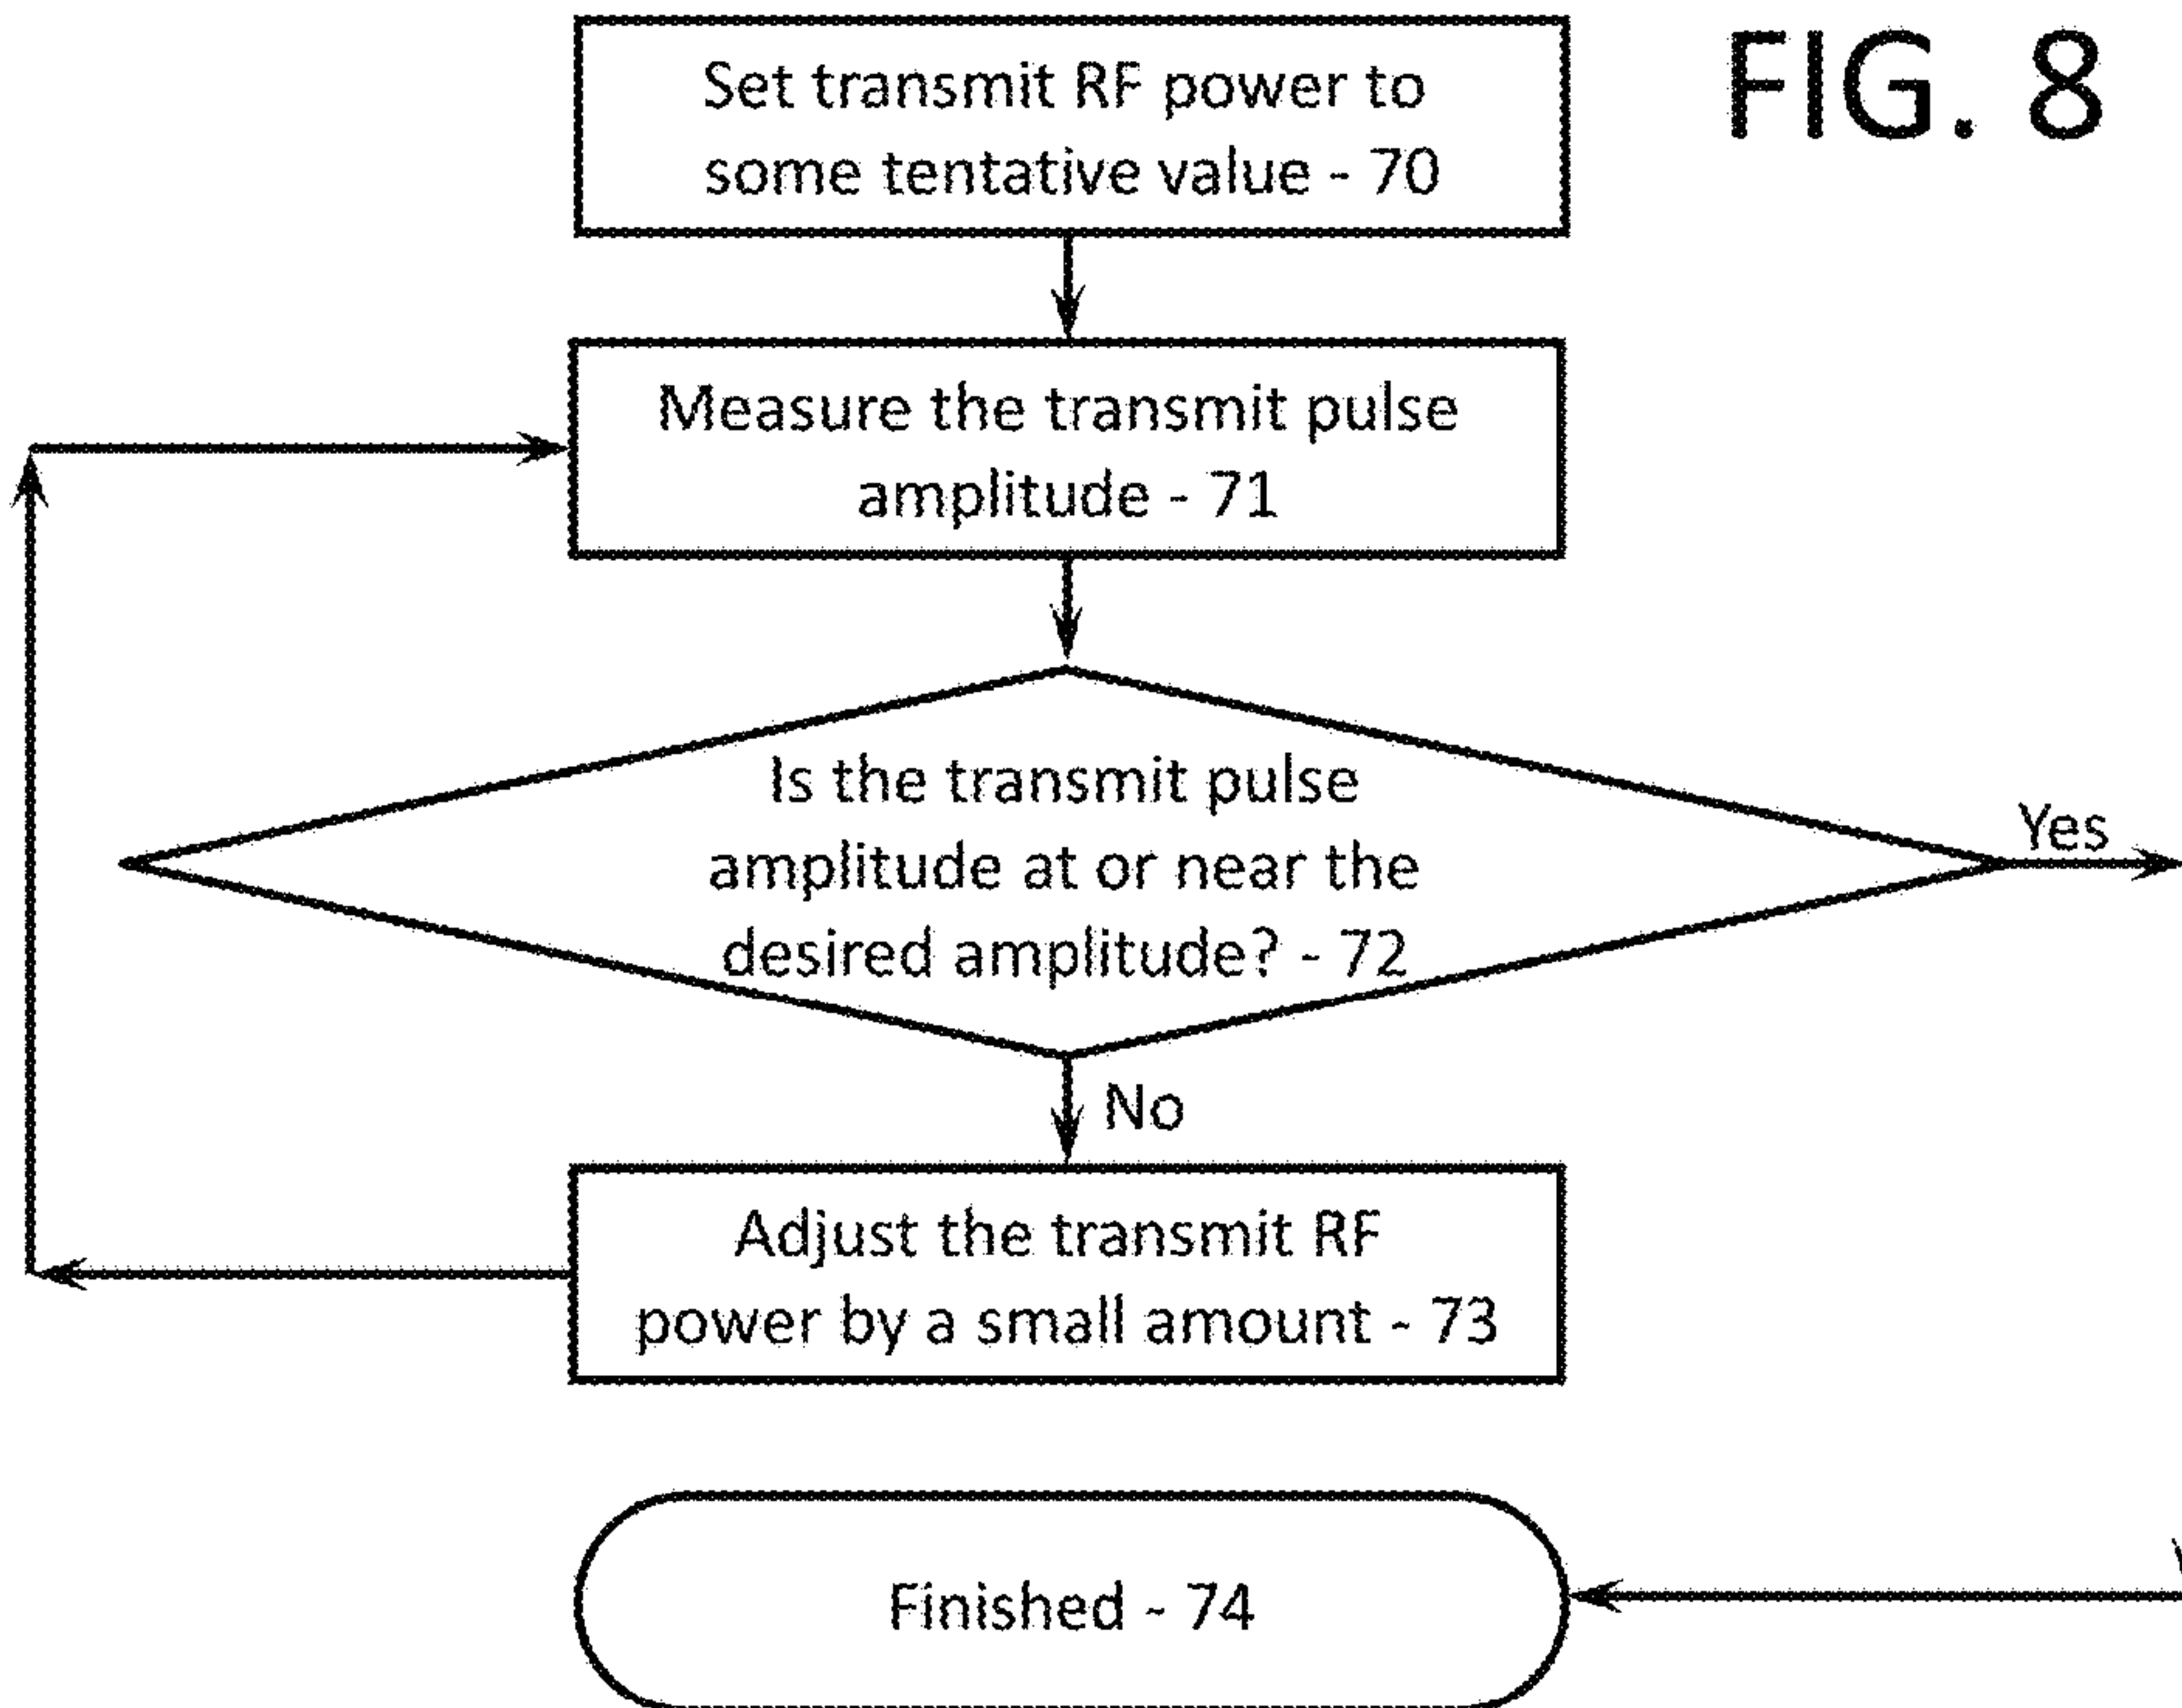 FIG. 8
Set transmit RF power to
some tentative value - 70
Measure the transmit pulse
amplitude - 71
Is the transmit pulse
amplitude at or near the
desired amplitude? - 72
Yes
No
Adjust the transmit RF
power by a small amount - 73
Finished - 74